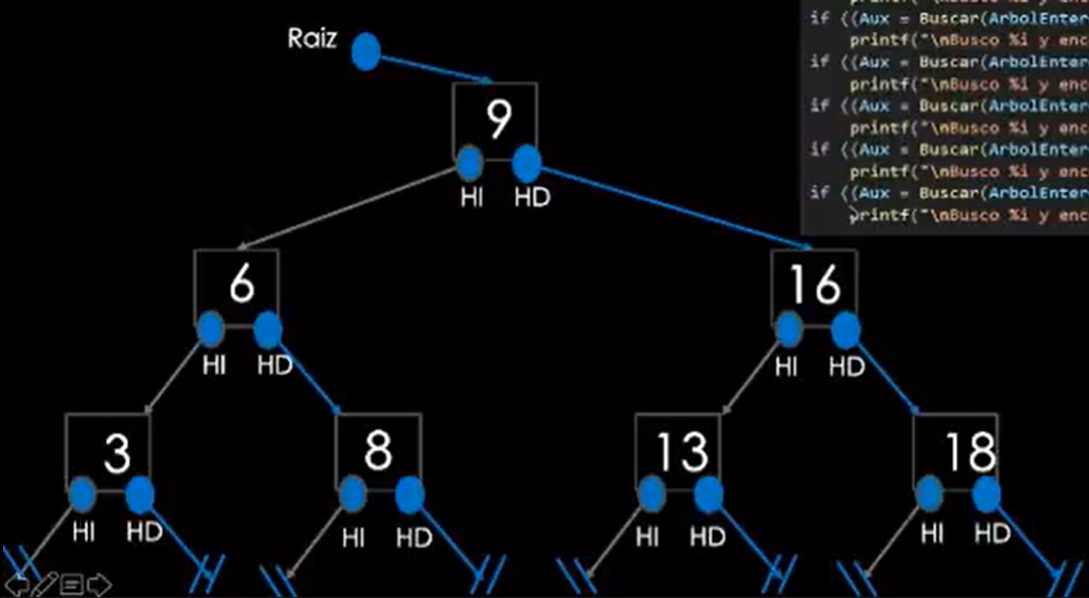 if ((Aux = Buscar(ArbolEnter
printf("\nBusco %i y enc
if ((Aux = Buscar(ArbolEnter
printf("\nBusco %i y enc
if ((Aux = Buscar(ArbolEnter
printf("\nBusco %i y enc
if ((Aux = Buscar(ArbolEnter
printf("\nBusco %i y enc
if ((Aux = Buscar(ArbolEnter
printf("\nBusco %i y enc
Raiz
9
HI HD
6 16
HI HD HI HD
3 8 13 18
HI HD HI HD HI HD HI HD